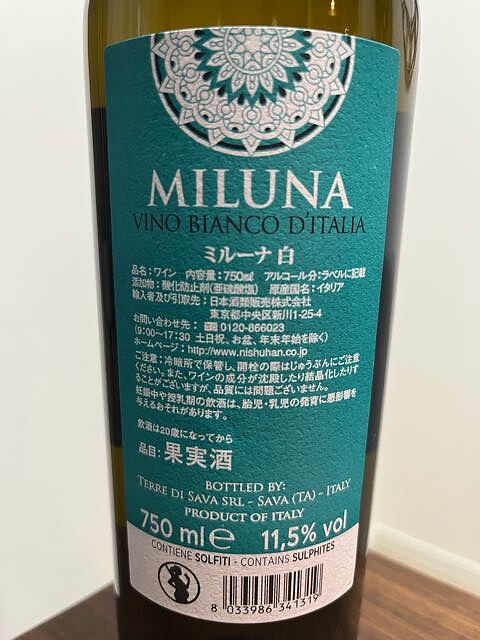 MILUNA
VINO BIANCO D'ITALIA
ミルーナ 白
品名：ワイン 内容量：750㎖ アルコール分：ラベルに記載
添加物：酸化防止剤(亜硫酸塩) 原産国名：イタリア
輸入者及び引取先：日本酒類販売株式会社
東京都中央区新川1-25-4
お問い合わせ先： 0120-866023
(9:00〜17:30 土日祝、お盆、年末年始を除く)
ホームページ：http://www.nishuhan.co.jp
ご注意：冷暗所で保管し、開栓の際はじゅうぶんにご注意
ください。また、ワインの成分が沈殿したり結晶化したりす
ることがございますが、品質には問題ございません。
妊娠中や授乳期の飲酒は、胎児・乳児の発育に悪影響を
与えるおそれがあります。
飲酒は20歳になってから
品目：果実酒
BOTTLED BY:
TERRE DI SAVA SRL - SAVA (TA) - ITALY
PRODUCT OF ITALY
750 ml e 11,5% vol
CONTIENE SOLFITI - CONTAINS SULPHITES
8 033986 341319